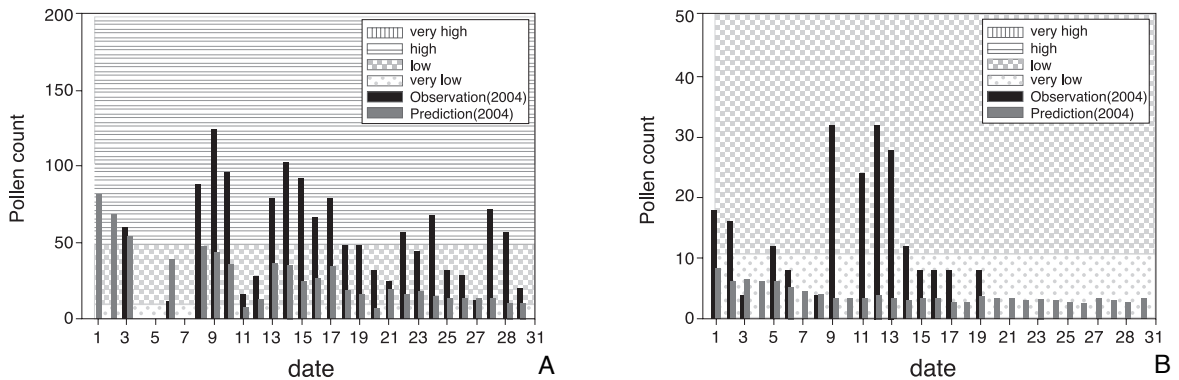 200
150
100
50
0
Pollen count
very high
high
low
very low
Observation(2004)
Prediction(2004)
1 3 5 7 9 11 13 15 17 19 21 23 25 27 28 31
date
A
50
40
30
20
10
0
Pollen count
very high
high
low
very low
Observation(2004)
Prediction(2004)
1 3 5 7 9 11 13 15 17 19 21 23 25 27 28 31
date
B